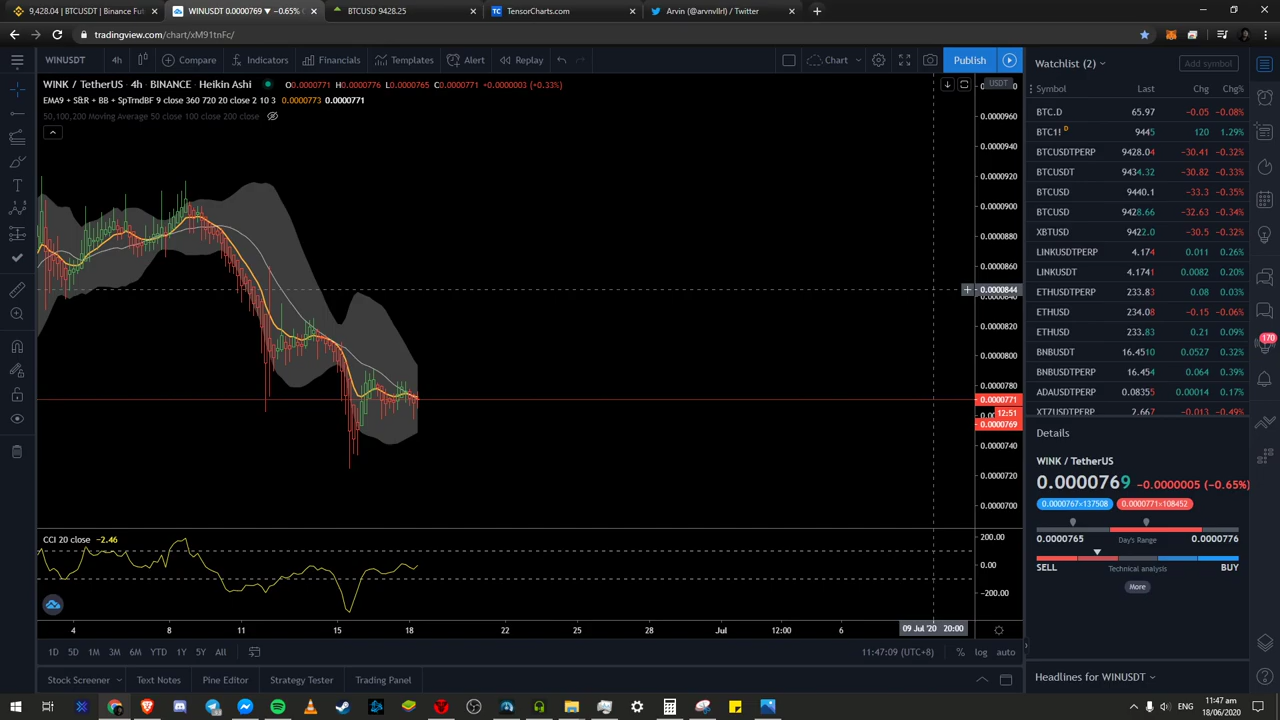 9,428.04 | BTCUSDT | Binance Fut
WINUSDT 0.0000769 ▼ −0.65%
BTCUSD 9428.25
TensorCharts.com
Arvin (@arvnvllrl) / Twitter
tradingview.com/chart/xM91tnFc/
WINUSDT 4h Compare Indicators Financials Templates Alert Replay Chart Publish
WINK / TetherUS · 4h · BINANCE · Heikin Ashi O0.0000771 H0.0000776 L0.0000765 C0.0000771 +0.0000003 (+0.33%)
EMA9 + S&R + BB + SpTrndBF 9 close 360 720 20 close 2 10 3 0.0000773 0.0000771
50,100,200 Moving Average 50 close 100 close 200 close
USDT
0.0000960
0.0000940
0.0000920
0.0000900
0.0000880
0.0000860
0.0000844
0.0000840
0.0000820
0.0000800
0.0000780
0.0000771
12:51
0.0000769
0.0000740
0.0000720
0.0000700
CCI 20 close −2.46
200.00
0.00
−200.00
4 8 11 15 18 22 25 28 Jul 12:00 6 09 Jul '20 20:00
1D 5D 1M 3M 6M YTD 1Y 5Y All
11:47:09 (UTC+8) % log auto
Stock Screener Text Notes Pine Editor Strategy Tester Trading Panel
Watchlist (2) Add symbol
Symbol Last Chg Chg%
BTC.D 65.97 −0.05 −0.08%
BTC1! D 9445 120 1.29%
BTCUSDTPERP 9428.04 −30.41 −0.32%
BTCUSDT 9434.32 −30.82 −0.33%
BTCUSD 9440.1 −33.3 −0.35%
BTCUSD 9428.66 −32.63 −0.34%
XBTUSD 9422.0 −30.5 −0.32%
LINKUSDTPERP 4.174 0.011 0.26%
LINKUSDT 4.1741 0.0082 0.20%
ETHUSDTPERP 233.83 0.08 0.03%
ETHUSD 234.08 −0.15 −0.06%
ETHUSD 233.83 0.21 0.09%
BNBUSDT 16.4510 0.0527 0.32%
BNBUSDTPERP 16.454 0.064 0.39%
ADAUSDTPERP 0.08355 0.00014 0.17%
XTZUSDTPERP 2.667 −0.013 −0.49%
170
Details
WINK / TetherUS
0.0000769 −0.0000005 (−0.65%)
0.0000767×137508 0.0000771×108452
0.0000765 Day's Range 0.0000776
SELL Technical analysis BUY
More
Headlines for WINUSDT
ENG
11:47 am
18/06/2020